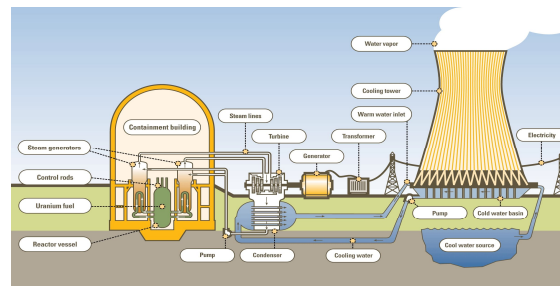 Water vapor
Cooling tower
Warm water inlet
Electricity
Steam lines
Turbine
Transformer
Generator
Containment building
Steam generators
Control rods
Uranium fuel
Reactor vessel
Pump
Condenser
Cooling water
Pump
Cold water basin
Cool water source